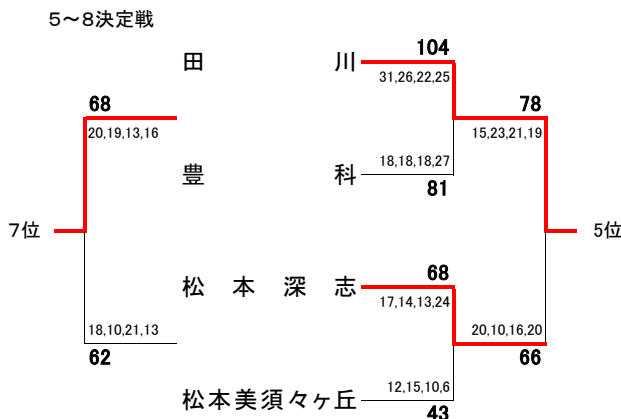 5～8決定戦
田川
104
31,26,22,25
68
20,19,13,16
78
15,23,21,19
豊科
18,18,18,27
81
7位
5位
松本深志
68
17,14,13,24
18,10,21,13
62
20,10,16,20
66
松本美須々ヶ丘
12,15,10,6
43